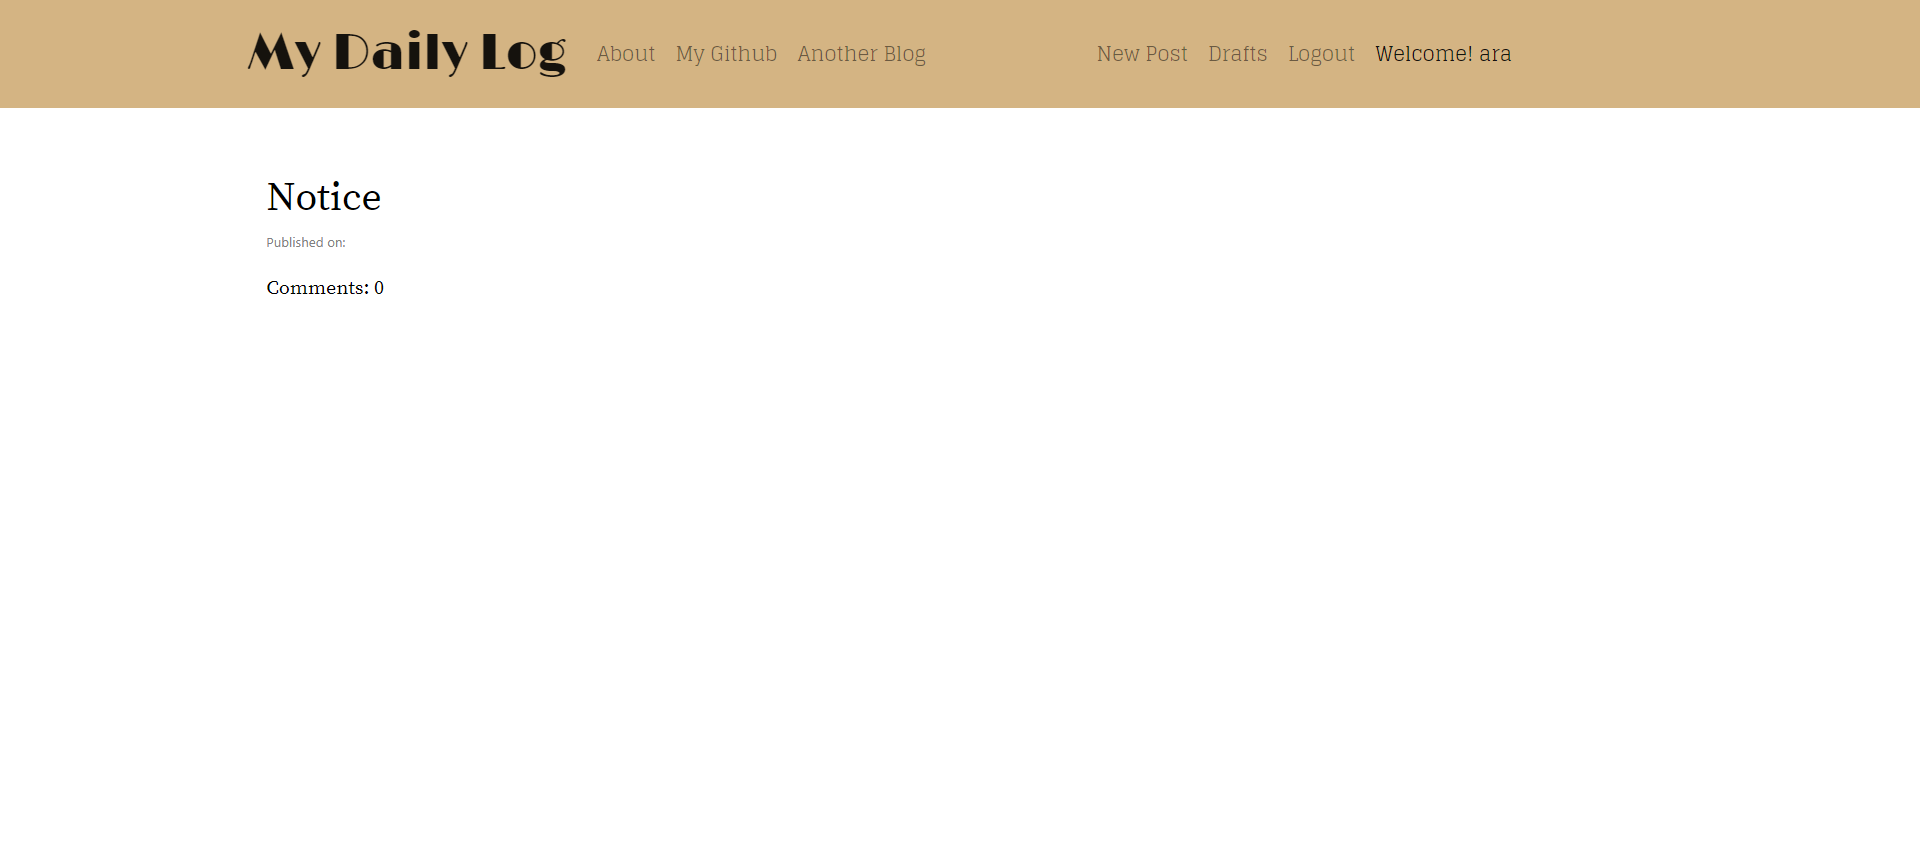 My Daily Log About My Github Another Blog New Post Drafts Logout Welcome! ara
Notice
Published on:
Comments: 0